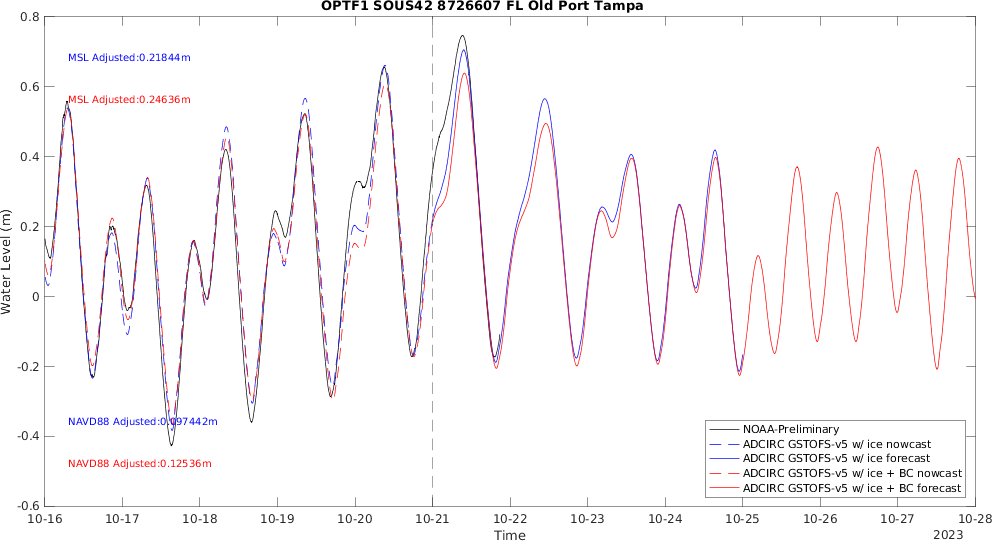 OPTF1 SOUS42 8726607 FL Old Port Tampa
0.8
0.6
0.4
0.2
0
-0.2
-0.4
-0.6
Water Level (m)
MSL Adjusted:0.21844m
MSL Adjusted:0.24636m
NAVD88 Adjusted:0.097442m
NAVD88 Adjusted:0.12536m
NOAA-Preliminary
ADCIRC GSTOFS-v5 w/ ice nowcast
ADCIRC GSTOFS-v5 w/ ice forecast
ADCIRC GSTOFS-v5 w/ ice + BC nowcast
ADCIRC GSTOFS-v5 w/ ice + BC forecast
10-16 10-17 10-18 10-19 10-20 10-21 10-22 10-23 10-24 10-25 10-26 10-27 10-28
Time
2023